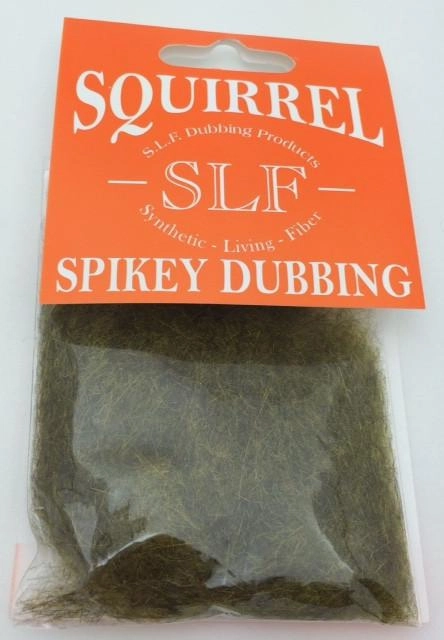 SQUIRREL
S.L.F. Dubbing Products
- SLF -
Synthetic - Living - Fiber
SPIKEY DUBBING